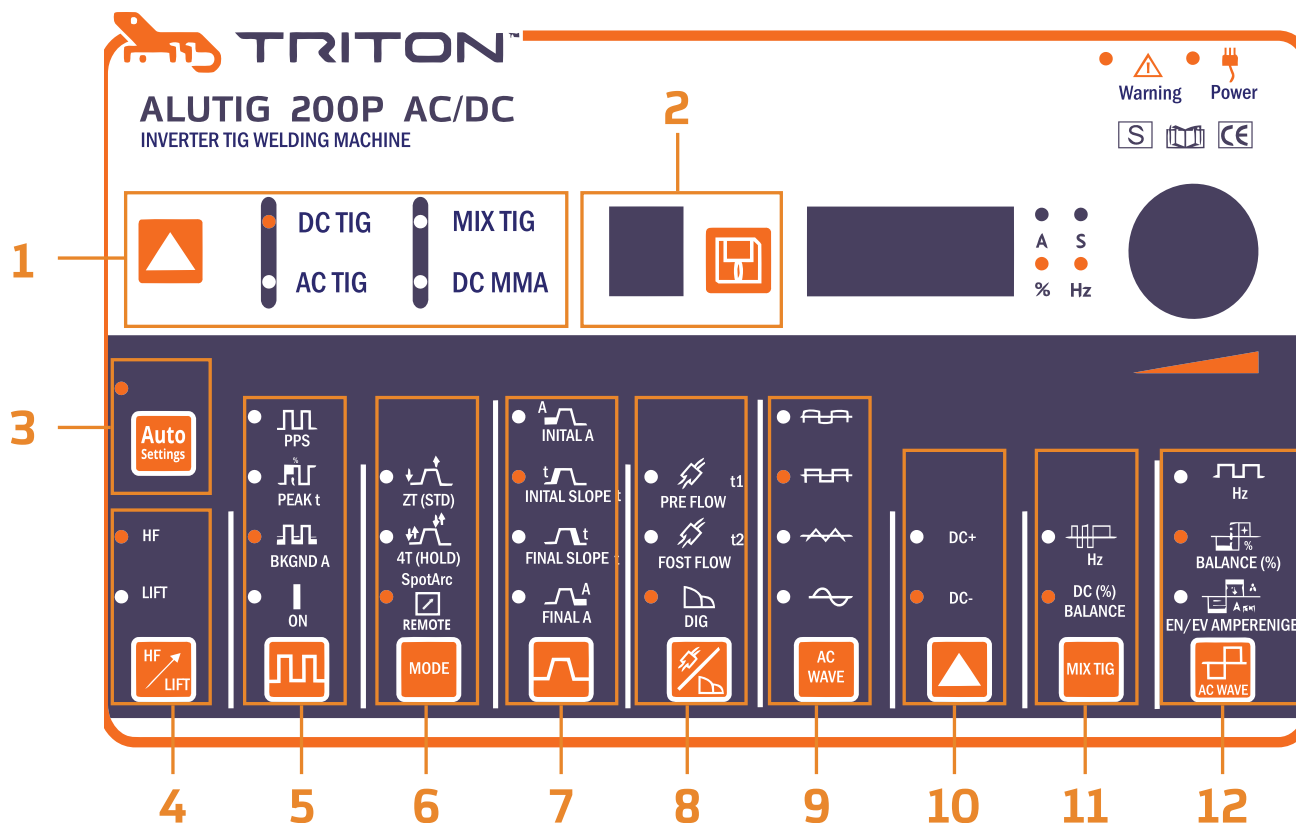 TRITON™
ALUTIG 200P AC/DC
INVERTER TIG WELDING MACHINE
Warning
Power
S
CE
2
1
DC TIG
MIX TIG
AC TIG
DC MMA
A
S
%
Hz
3
Auto
Settings
HF
LIFT
HF
LIFT
PPS
%
PEAK t
BKGND A
ON
ZT (STD)
4T (HOLD)
SpotArc
REMOTE
MODE
A
INITAL A
t
INITAL SLOPE t
t
FINAL SLOPE t
A
FINAL A
t1
PRE FLOW
t2
FOST FLOW
DIG
AC
WAVE
DC+
DC-
Hz
DC (%)
BALANCE
MIX TIG
Hz
%
BALANCE (%)
EN/EV AMPERENIGE
AC WAVE
4
5
6
7
8
9
10
11
12